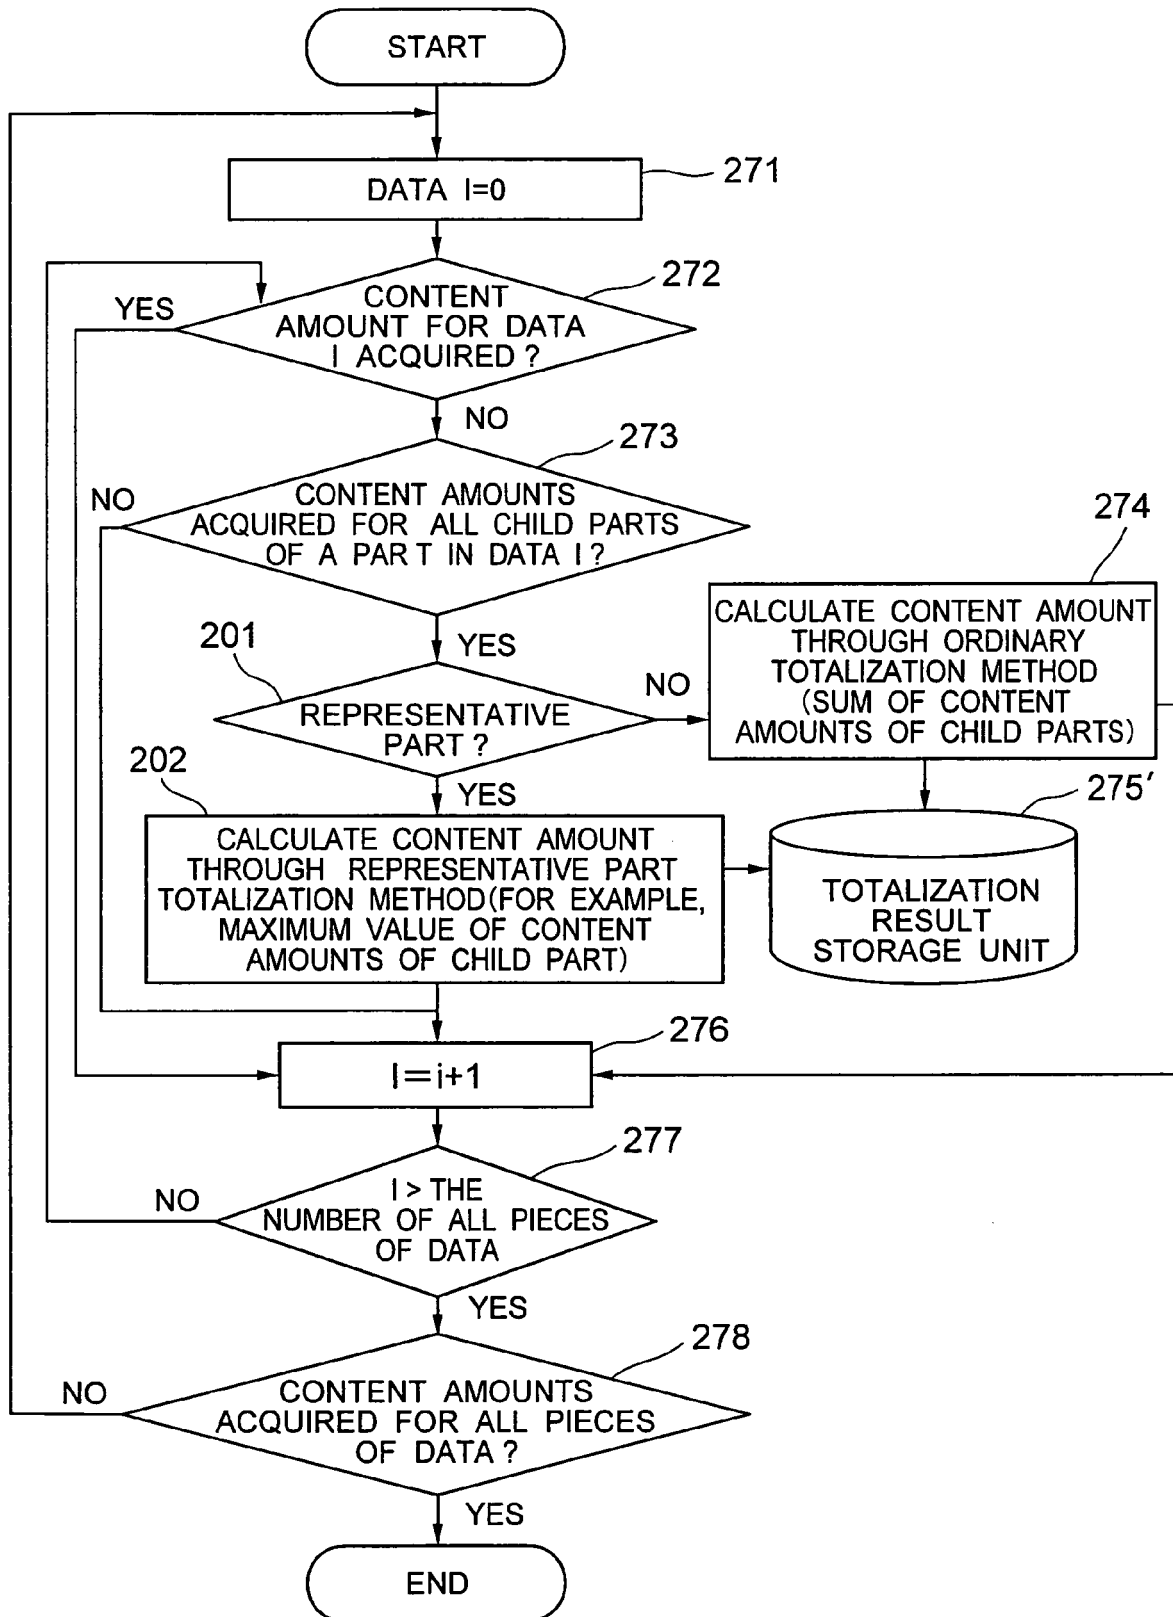 START
271
DATA I=0
272
YES
CONTENT
AMOUNT FOR DATA
I ACQUIRED ?
NO
273
NO
CONTENT AMOUNTS
ACQUIRED FOR ALL CHILD PARTS
OF A PART IN DATA I ?
274
YES
CALCULATE CONTENT AMOUNT
THROUGH ORDINARY
TOTALIZATION METHOD
(SUM OF CONTENT
AMOUNTS OF CHILD PARTS)
201
NO
REPRESENTATIVE
PART ?
202
YES
275′
CALCULATE CONTENT AMOUNT
THROUGH REPRESENTATIVE PART
TOTALIZATION METHOD(FOR EXAMPLE,
MAXIMUM VALUE OF CONTENT
AMOUNTS OF CHILD PART)
TOTALIZATION
RESULT
STORAGE UNIT
276
I=i+1
277
NO
I > THE
NUMBER OF ALL PIECES
OF DATA
YES
278
NO
CONTENT AMOUNTS
ACQUIRED FOR ALL PIECES
OF DATA ?
YES
END